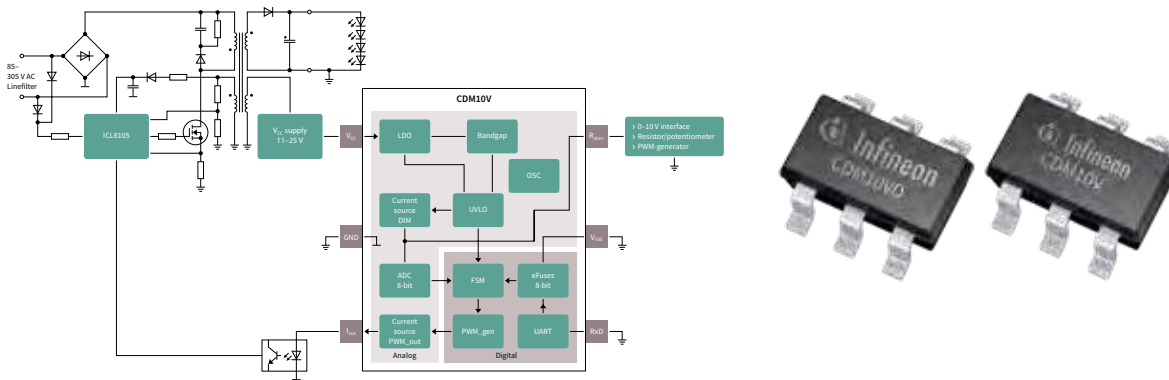 85–
305 V AC
Linefilter
ICL8105
VCC supply
11–25 V
CDM10V
VCC
GND
Iout
LDO
Bandgap
OSC
Current
source
DIM
UVLO
ADC
8-bit
FSM
eFuses
8-bit
Current
source
PWM_out
PWM_gen
UART
Analog
Digital
Rdim+
VFSS
RxD
› 0–10 V interface
› Resistor/potentiometer
› PWM-generator
Infineon
CDM10VD
Infineon
CDM10V